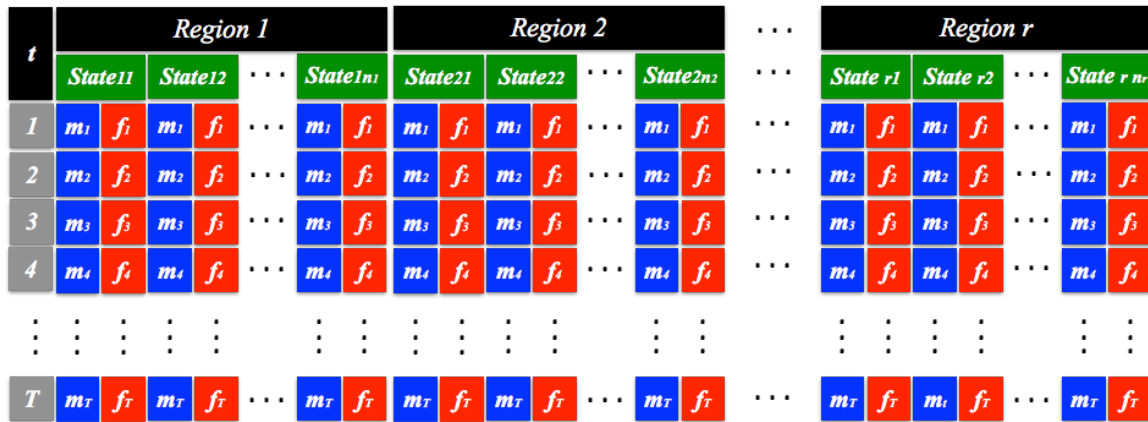 t Region 1 Region 2 ... Region r
State11 State12 ... State1n1 State21 State22 ... State2n2 ... State r1 State r2 ... State r nr
1 m1 f1 m1 f1 ... m1 f1 m1 f1 m1 f1 ... m1 f1 ... m1 f1 m1 f1 ... m1 f1
2 m2 f2 m2 f2 ... m2 f2 m2 f2 m2 f2 ... m2 f2 ... m2 f2 m2 f2 ... m2 f2
3 m3 f3 m3 f3 ... m3 f3 m3 f3 m3 f3 ... m3 f3 ... m3 f3 m3 f3 ... m3 f3
4 m4 f4 m4 f4 ... m4 f4 m4 f4 m4 f4 ... m4 f4 ... m4 f4 m4 f4 ... m4 f4
T mT fT mT fT ... mT fT mT fT mT fT ... mT fT ... mT fT mt fT ... mT fT